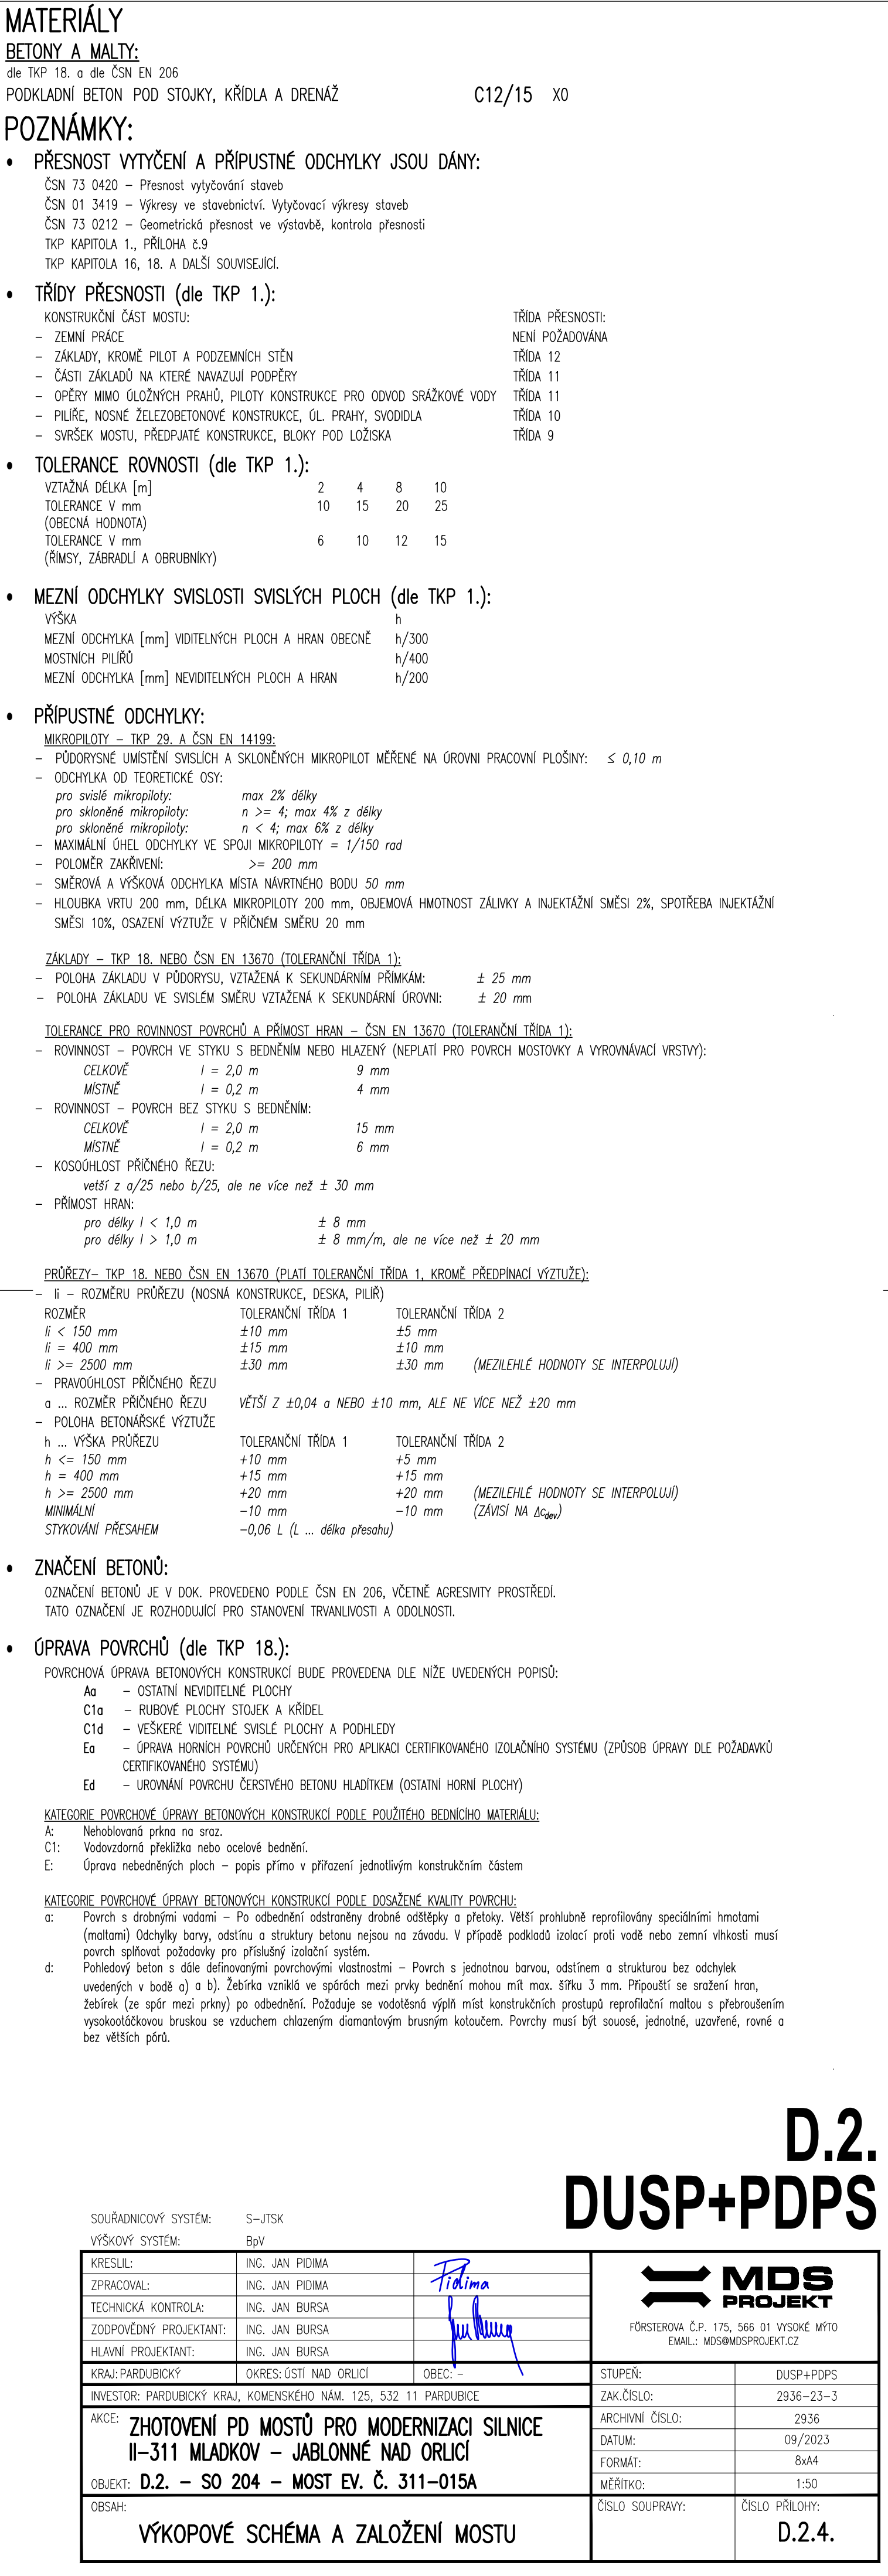 MATERIÁLY
BETONY A MALTY:
dle TKP 18. a dle ČSN EN 206
PODKLADNÍ BETON POD STOJKY, KŘÍDLA A DRENÁŽ C12/15 X0
POZNÁMKY:
• PŘESNOST VYTYČENÍ A PŘÍPUSTNÉ ODCHYLKY JSOU DÁNY:
ČSN 73 0420 – Přesnost vytyčování staveb
ČSN 01 3419 – Výkresy ve stavebnictví. Vytyčovací výkresy staveb
ČSN 73 0212 – Geometrická přesnost ve výstavbě, kontrola přesnosti
TKP KAPITOLA 1., PŘÍLOHA č.9
TKP KAPITOLA 16, 18. A DALŠÍ SOUVISEJÍCÍ.
• TŘÍDY PŘESNOSTI (dle TKP 1.):
KONSTRUKČNÍ ČÁST MOSTU: TŘÍDA PŘESNOSTI:
– ZEMNÍ PRÁCE NENÍ POŽADOVÁNA
– ZÁKLADY, KROMĚ PILOT A PODZEMNÍCH STĚN TŘÍDA 12
– ČÁSTI ZÁKLADŮ NA KTERÉ NAVAZUJÍ PODPĚRY TŘÍDA 11
– OPĚRY MIMO ÚLOŽNÝCH PRAHŮ, PILOTY KONSTRUKCE PRO ODVOD SRÁŽKOVÉ VODY TŘÍDA 11
– PILÍŘE, NOSNÉ ŽELEZOBETONOVÉ KONSTRUKCE, ÚL. PRAHY, SVODIDLA TŘÍDA 10
– SVRŠEK MOSTU, PŘEDPJATÉ KONSTRUKCE, BLOKY POD LOŽISKA TŘÍDA 9
• TOLERANCE ROVNOSTI (dle TKP 1.):
VZTAŽNÁ DÉLKA [m] 2 4 8 10
TOLERANCE V mm 10 15 20 25
(OBECNÁ HODNOTA)
TOLERANCE V mm 6 10 12 15
(ŘÍMSY, ZÁBRADLÍ A OBRUBNÍKY)
• MEZNÍ ODCHYLKY SVISLOSTI SVISLÝCH PLOCH (dle TKP 1.):
VÝŠKA h
MEZNÍ ODCHYLKA [mm] VIDITELNÝCH PLOCH A HRAN OBECNĚ h/300
MOSTNÍCH PILÍŘŮ h/400
MEZNÍ ODCHYLKA [mm] NEVIDITELNÝCH PLOCH A HRAN h/200
• PŘÍPUSTNÉ ODCHYLKY:
MIKROPILOTY – TKP 29. A ČSN EN 14199:
– PŮDORYSNÉ UMÍSTĚNÍ SVISLÍCH A SKLONĚNÝCH MIKROPILOT MĚŘENÉ NA ÚROVNI PRACOVNÍ PLOŠINY: ≤ 0,10 m
– ODCHYLKA OD TEORETICKÉ OSY:
pro svislé mikropiloty: max 2% délky
pro skloněné mikropiloty: n >= 4; max 4% z délky
pro skloněné mikropiloty: n < 4; max 6% z délky
– MAXIMÁLNÍ ÚHEL ODCHYLKY VE SPOJI MIKROPILOTY = 1/150 rad
– POLOMĚR ZAKŘIVENÍ: >= 200 mm
– SMĚROVÁ A VÝŠKOVÁ ODCHYLKA MÍSTA NÁVRTNÉHO BODU 50 mm
– HLOUBKA VRTU 200 mm, DÉLKA MIKROPILOTY 200 mm, OBJEMOVÁ HMOTNOST ZÁLIVKY A INJEKTÁŽNÍ SMĚSI 2%, SPOTŘEBA INJEKTÁŽNÍ
SMĚSI 10%, OSAZENÍ VÝZTUŽE V PŘÍČNÉM SMĚRU 20 mm
ZÁKLADY – TKP 18. NEBO ČSN EN 13670 (TOLERANČNÍ TŘÍDA 1):
– POLOHA ZÁKLADU V PŮDORYSU, VZTAŽENÁ K SEKUNDÁRNÍM PŘÍMKÁM: ± 25 mm
– POLOHA ZÁKLADU VE SVISLÉM SMĚRU VZTAŽENÁ K SEKUNDÁRNÍ ÚROVNI: ± 20 mm
TOLERANCE PRO ROVINNOST POVRCHŮ A PŘÍMOST HRAN – ČSN EN 13670 (TOLERANČNÍ TŘÍDA 1):
– ROVINNOST – POVRCH VE STYKU S BEDNĚNÍM NEBO HLAZENÝ (NEPLATÍ PRO POVRCH MOSTOVKY A VYROVNÁVACÍ VRSTVY):
CELKOVĚ l = 2,0 m 9 mm
MÍSTNĚ l = 0,2 m 4 mm
– ROVINNOST – POVRCH BEZ STYKU S BEDNĚNÍM:
CELKOVĚ l = 2,0 m 15 mm
MÍSTNĚ l = 0,2 m 6 mm
– KOSOÚHLOST PŘÍČNÉHO ŘEZU:
vetší z a/25 nebo b/25, ale ne více než ± 30 mm
– PŘÍMOST HRAN:
pro délky l < 1,0 m ± 8 mm
pro délky l > 1,0 m ± 8 mm/m, ale ne více než ± 20 mm
PRŮŘEZY– TKP 18. NEBO ČSN EN 13670 (PLATÍ TOLERANČNÍ TŘÍDA 1, KROMĚ PŘEDPÍNACÍ VÝZTUŽE):
– li – ROZMĚRU PRŮŘEZU (NOSNÁ KONSTRUKCE, DESKA, PILÍŘ)
ROZMĚR TOLERANČNÍ TŘÍDA 1 TOLERANČNÍ TŘÍDA 2
li < 150 mm ±10 mm ±5 mm
li = 400 mm ±15 mm ±10 mm
li >= 2500 mm ±30 mm ±30 mm (MEZILEHLÉ HODNOTY SE INTERPOLUJÍ)
– PRAVOÚHLOST PŘÍČNÉHO ŘEZU
a ... ROZMĚR PŘÍČNÉHO ŘEZU VĚTŠÍ Z ±0,04 a NEBO ±10 mm, ALE NE VÍCE NEŽ ±20 mm
– POLOHA BETONÁŘSKÉ VÝZTUŽE
h ... VÝŠKA PRŮŘEZU TOLERANČNÍ TŘÍDA 1 TOLERANČNÍ TŘÍDA 2
h <= 150 mm +10 mm +5 mm
h = 400 mm +15 mm +15 mm
h >= 2500 mm +20 mm +20 mm (MEZILEHLÉ HODNOTY SE INTERPOLUJÍ)
MINIMÁLNÍ –10 mm –10 mm (ZÁVISÍ NA Δcdev)
STYKOVÁNÍ PŘESAHEM –0,06 L (L ... délka přesahu)
• ZNAČENÍ BETONŮ:
OZNAČENÍ BETONŮ JE V DOK. PROVEDENO PODLE ČSN EN 206, VČETNĚ AGRESIVITY PROSTŘEDÍ.
TATO OZNAČENÍ JE ROZHODUJÍCÍ PRO STANOVENÍ TRVANLIVOSTI A ODOLNOSTI.
• ÚPRAVA POVRCHŮ (dle TKP 18.):
POVRCHOVÁ ÚPRAVA BETONOVÝCH KONSTRUKCÍ BUDE PROVEDENA DLE NÍŽE UVEDENÝCH POPISŮ:
Aa – OSTATNÍ NEVIDITELNÉ PLOCHY
C1a – RUBOVÉ PLOCHY STOJEK A KŘÍDEL
C1d – VEŠKERÉ VIDITELNÉ SVISLÉ PLOCHY A PODHLEDY
Ea – ÚPRAVA HORNÍCH POVRCHŮ URČENÝCH PRO APLIKACI CERTIFIKOVANÉHO IZOLAČNÍHO SYSTÉMU (ZPŮSOB ÚPRAVY DLE POŽADAVKŮ
CERTIFIKOVANÉHO SYSTÉMU)
Ed – UROVNÁNÍ POVRCHU ČERSTVÉHO BETONU HLADÍTKEM (OSTATNÍ HORNÍ PLOCHY)
KATEGORIE POVRCHOVÉ ÚPRAVY BETONOVÝCH KONSTRUKCÍ PODLE POUŽITÉHO BEDNÍCÍHO MATERIÁLU:
A: Nehoblovaná prkna na sraz.
C1: Vodovzdorná překližka nebo ocelové bednění.
E: Úprava nebedněných ploch – popis přímo v přiřazení jednotlivým konstrukčním částem
KATEGORIE POVRCHOVÉ ÚPRAVY BETONOVÝCH KONSTRUKCÍ PODLE DOSAŽENÉ KVALITY POVRCHU:
a: Povrch s drobnými vadami – Po odbednění odstraněny drobné odštěpky a přetoky. Větší prohlubně reprofilovány speciálními hmotami
(maltami) Odchylky barvy, odstínu a struktury betonu nejsou na závadu. V případě podkladů izolací proti vodě nebo zemní vlhkosti musí
povrch splňovat požadavky pro příslušný izolační systém.
d: Pohledový beton s dále definovanými povrchovými vlastnostmi – Povrch s jednotnou barvou, odstínem a strukturou bez odchylek
uvedených v bodě a) a b). Žebírka vzniklá ve spárách mezi prvky bednění mohou mít max. šířku 3 mm. Připouští se sražení hran,
žebírek (ze spár mezi prkny) po odbednění. Požaduje se vodotěsná výplň míst konstrukčních prostupů reprofilační maltou s přebroušením
vysokootáčkovou bruskou se vzduchem chlazeným diamantovým brusným kotoučem. Povrchy musí být souosé, jednotné, uzavřené, rovné a
bez větších pórů.
D.2.
DUSP+PDPS
SOUŘADNICOVÝ SYSTÉM: S–JTSK
VÝŠKOVÝ SYSTÉM: BpV
KRESLIL: ING. JAN PIDIMA
ZPRACOVAL: ING. JAN PIDIMA
Pidima
TECHNICKÁ KONTROLA: ING. JAN BURSA
ZODPOVĚDNÝ PROJEKTANT: ING. JAN BURSA
HLAVNÍ PROJEKTANT: ING. JAN BURSA
MDS
PROJEKT
FÖRSTEROVA Č.P. 175, 566 01 VYSOKÉ MÝTO
EMAIL.: MDS@MDSPROJEKT.CZ
KRAJ: PARDUBICKÝ OKRES: ÚSTÍ NAD ORLICÍ OBEC: –
INVESTOR: PARDUBICKÝ KRAJ, KOMENSKÉHO NÁM. 125, 532 11 PARDUBICE
AKCE: ZHOTOVENÍ PD MOSTŮ PRO MODERNIZACI SILNICE
II–311 MLADKOV – JABLONNÉ NAD ORLICÍ
OBJEKT: D.2. – SO 204 – MOST EV. Č. 311–015A
STUPEŇ: DUSP+PDPS
ZAK.ČÍSLO: 2936–23–3
ARCHIVNÍ ČÍSLO: 2936
DATUM: 09/2023
FORMÁT: 8xA4
MĚŘÍTKO: 1:50
OBSAH:
VÝKOPOVÉ SCHÉMA A ZALOŽENÍ MOSTU
ČÍSLO SOUPRAVY: ČÍSLO PŘÍLOHY:
D.2.4.